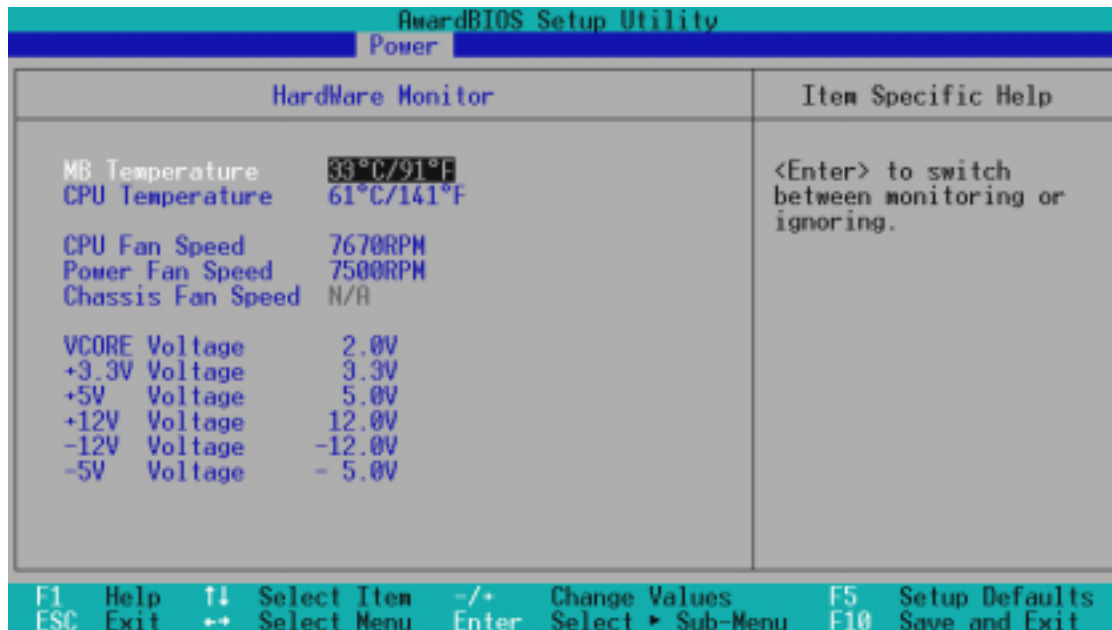 AwardBIOS Setup Utility
Power
HardWare Monitor
Item Specific Help
MB Temperature 33°C/91°F
CPU Temperature 61°C/141°F
CPU Fan Speed 7670RPM
Power Fan Speed 7500RPM
Chassis Fan Speed N/A
VCORE Voltage 2.0V
+3.3V Voltage 3.3V
+5V Voltage 5.0V
+12V Voltage 12.0V
-12V Voltage -12.0V
-5V Voltage - 5.0V
<Enter> to switch
between monitoring or
ignoring.
F1 Help ↑↓ Select Item -/+ Change Values F5 Setup Defaults
ESC Exit ←→ Select Menu Enter Select ► Sub-Menu F10 Save and Exit